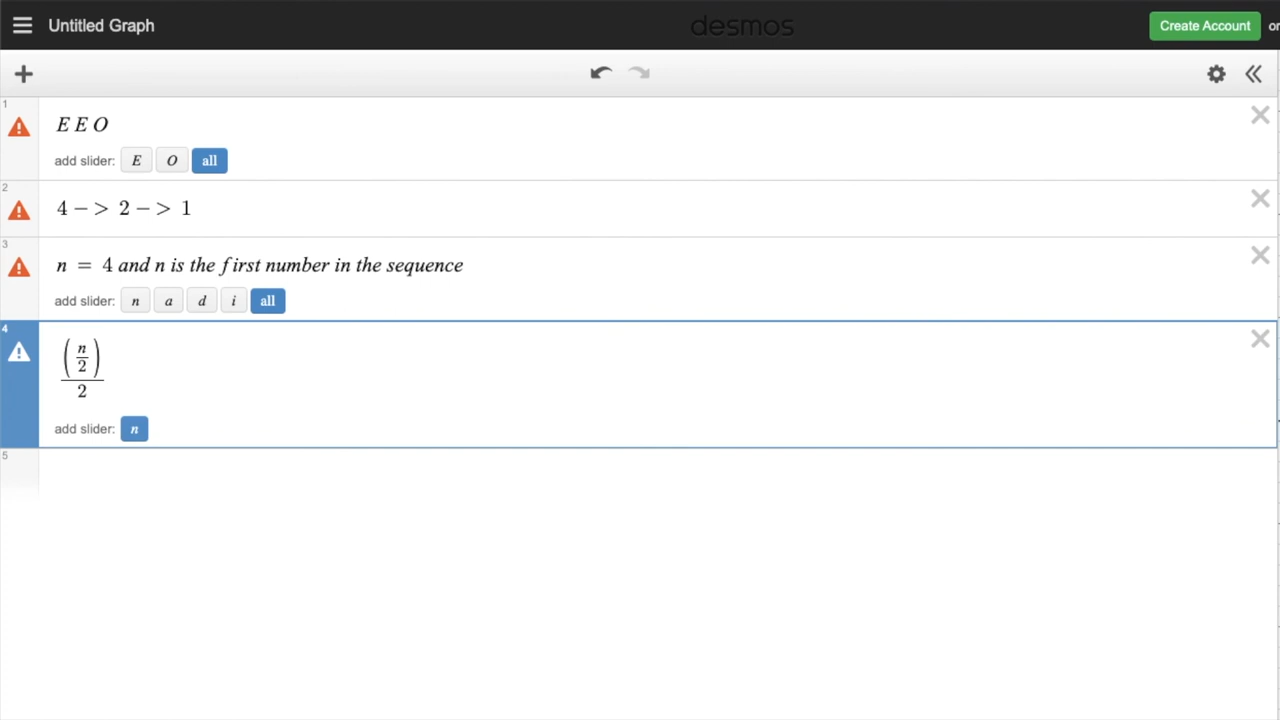 Untitled Graph
desmos
Create Account
or
1
E E O
add slider: E O all
2
4 − > 2 − > 1
3
n = 4 and n is the first number in the sequence
add slider: n a d i all
4
(n/2)/2
add slider: n
5